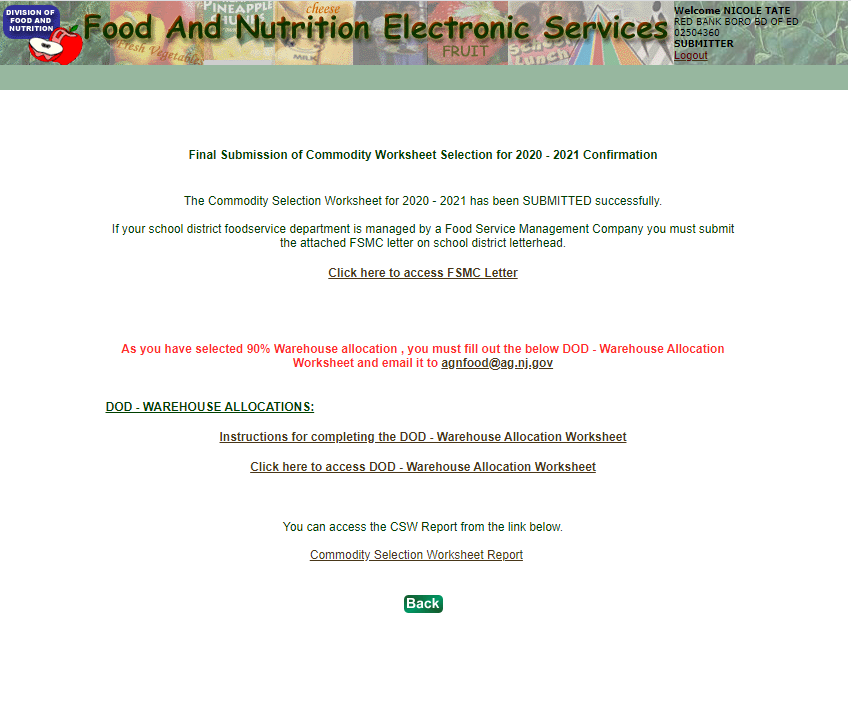 DIVISION OF
FOOD AND
NUTRITION
Food And Nutrition Electronic Services
PINEAPPLE
cheese
Fresh Vegetables
MILK
FRUIT
School
Lunch
Welcome NICOLE TATE
RED BANK BORO BD OF ED
02504360
SUBMITTER
Logout
Final Submission of Commodity Worksheet Selection for 2020 - 2021 Confirmation
The Commodity Selection Worksheet for 2020 - 2021 has been SUBMITTED successfully.
If your school district foodservice department is managed by a Food Service Management Company you must submit
the attached FSMC letter on school district letterhead.
Click here to access FSMC Letter
As you have selected 90% Warehouse allocation , you must fill out the below DOD - Warehouse Allocation
Worksheet and email it to agnfood@ag.nj.gov
DOD - WAREHOUSE ALLOCATIONS:
Instructions for completing the DOD - Warehouse Allocation Worksheet
Click here to access DOD - Warehouse Allocation Worksheet
You can access the CSW Report from the link below.
Commodity Selection Worksheet Report
Back